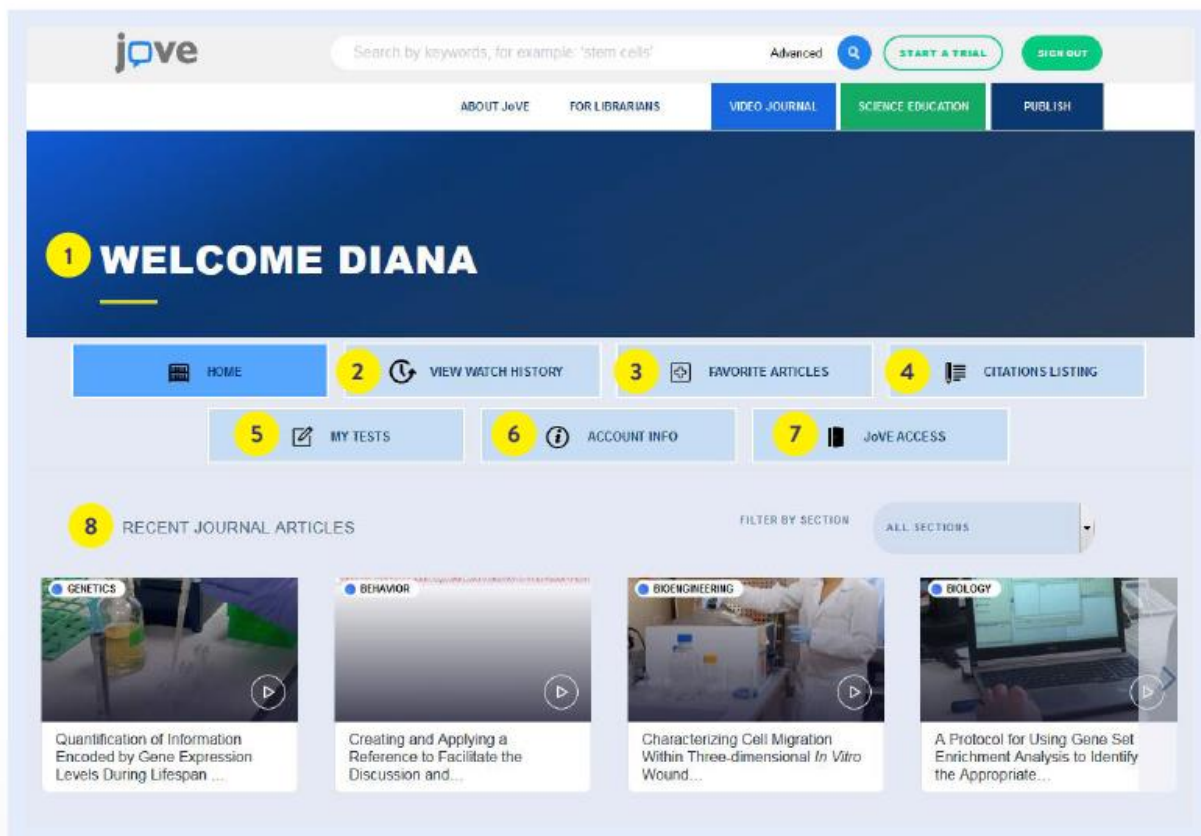 jove
Search by keywords, for example: 'stem cells'
Advanced
START A TRIAL
SIGN OUT
ABOUT JoVE
FOR LIBRARIANS
VIDEO JOURNAL
SCIENCE EDUCATION
PUBLISH
1 WELCOME DIANA
HOME
2 VIEW WATCH HISTORY
3 FAVORITE ARTICLES
4 CITATIONS LISTING
5 MY TESTS
6 ACCOUNT INFO
7 JoVE ACCESS
8 RECENT JOURNAL ARTICLES
FILTER BY SECTION
ALL SECTIONS
GENETICS
Quantification of Information
Encoded by Gene Expression
Levels During Lifespan ...
BEHAVIOR
Creating and Applying a
Reference to Facilitate the
Discussion and...
BIOENGINEERING
Characterizing Cell Migration
Within Three-dimensional In Vitro
Wound...
BIOLOGY
A Protocol for Using Gene Set
Enrichment Analysis to Identify
the Appropriate...